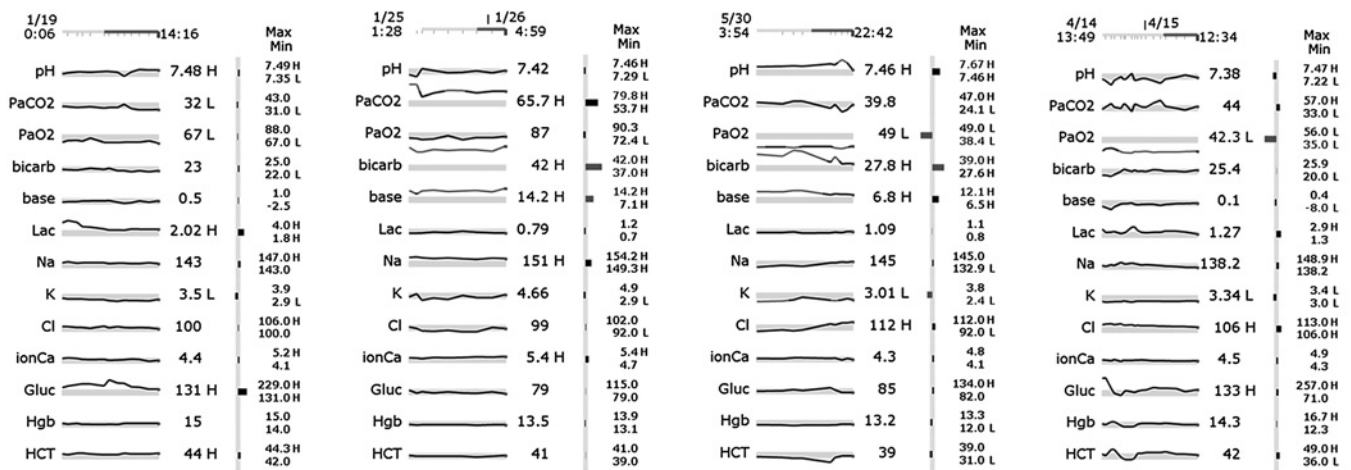 1/19
0:06 14:16 Max
Min
pH 7.48 H 7.49 H
7.35 L
PaCO2 32 L 43.0
31.0 L
PaO2 67 L 88.0
67.0 L
bicarb 23 25.0
22.0 L
base 0.5 1.0
-2.5
Lac 2.02 H 4.0 H
1.8 H
Na 143 147.0 H
143.0
K 3.5 L 3.9
2.9 L
Cl 100 106.0 H
100.0
ionCa 4.4 5.2 H
4.1
Gluc 131 H 229.0 H
131.0 H
Hgb 15 15.0
14.0
HCT 44 H 44.3 H
42.0
1/25 1/26
1:28 4:59 Max
Min
pH 7.42 7.46 H
7.29 L
PaCO2 65.7 H 79.8 H
53.7 H
PaO2 87 90.3
72.4 L
bicarb 42 H 42.0 H
37.0 H
base 14.2 H 14.2 H
7.1 H
Lac 0.79 1.2
0.7
Na 151 H 154.2 H
149.3 H
K 4.66 4.9
2.9 L
Cl 99 102.0
92.0 L
ionCa 5.4 H 5.4 H
4.7
Gluc 79 115.0
79.0
Hgb 13.5 13.9
13.1
HCT 41 41.0
39.0
5/30
3:54 22:42 Max
Min
pH 7.46 H 7.67 H
7.46 H
PaCO2 39.8 47.0 H
24.1 L
PaO2 49 L 49.0 L
38.4 L
bicarb 27.8 H 39.0 H
27.6 H
base 6.8 H 12.1 H
6.5 H
Lac 1.09 1.1
0.8
Na 145 145.0
132.9 L
K 3.01 L 3.8
2.4 L
Cl 112 H 112.0 H
92.0 L
ionCa 4.3 4.8
4.1
Gluc 85 134.0 H
82.0
Hgb 13.2 13.3
12.0 L
HCT 39 39.0
31.0 L
4/14 4/15
13:49 12:34 Max
Min
pH 7.38 7.47 H
7.22 L
PaCO2 44 57.0 H
33.0 L
PaO2 42.3 L 56.0 L
35.0 L
bicarb 25.4 25.9
20.0 L
base 0.1 0.4
-8.0 L
Lac 1.27 2.9 H
1.3
Na 138.2 148.9 H
138.2
K 3.34 L 3.4 L
3.0 L
Cl 106 H 113.0 H
106.0 H
ionCa 4.5 4.9
4.3
Gluc 133 H 257.0 H
71.0
Hgb 14.3 16.7 H
12.3
HCT 42 49.0 H
36.0 L